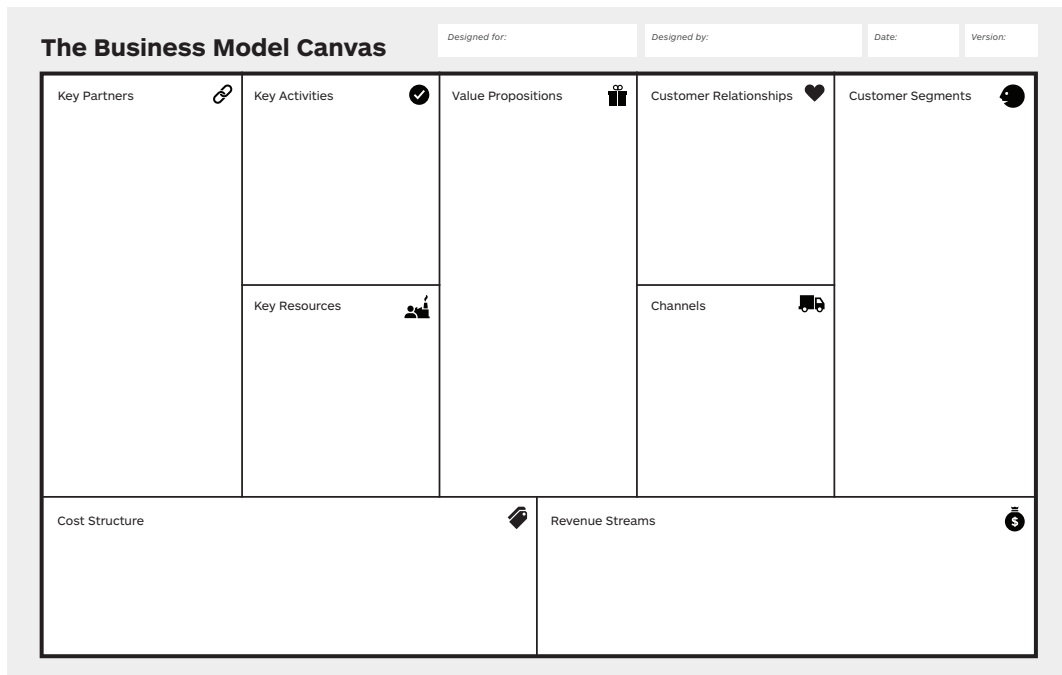 The Business Model Canvas
Designed for:
Designed by:
Date:
Version:
Key Partners
Key Activities
Value Propositions
Customer Relationships
Customer Segments
Key Resources
Channels
Cost Structure
Revenue Streams
$